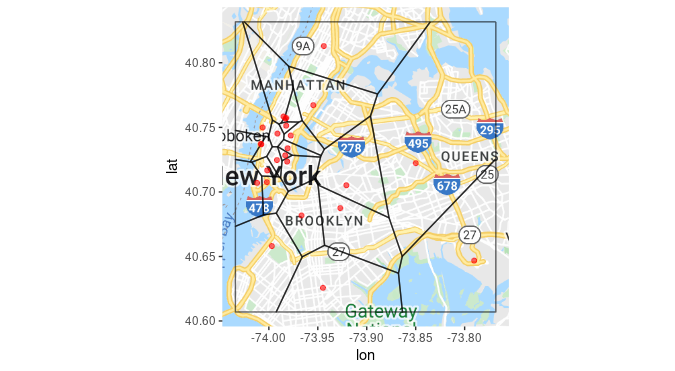 40.80
40.75
40.70
40.65
40.60
lat
9A
MANHATTAN
25A
295
oboken
278
495
QUEENS
ew York
678
25
478
BROOKLYN
Bay
27
27
Gateway
-74.00
-73.95
-73.90
-73.85
-73.80
lon